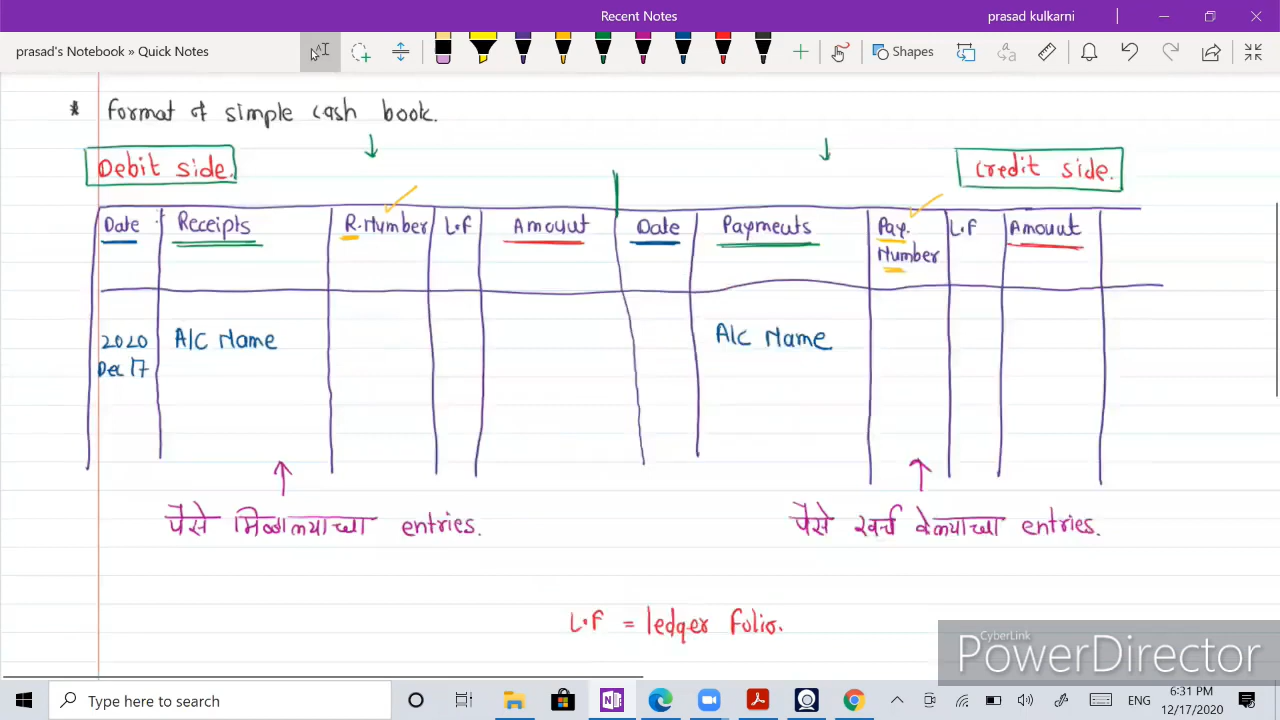 Recent Notes
prasad kulkarni
prasad's Notebook » Quick Notes
Shapes
* Format of simple cash book.
Debit side.
Credit side.
Date Receipts R.Number L.F Amount Date Payments Pay. Number L.F Amount
2020 A/C Name A/C Name
Dec 17
पैसे मिळाल्याच्या entries.
पैसे खर्च केल्याच्या entries.
L.F = ledger folio.
CyberLink
PowerDirector
Type here to search
6:31 PM
12/17/2020